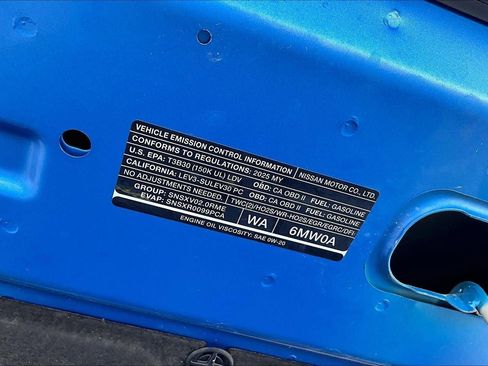 VEHICLE EMISSION CONTROL INFORMATION NISSAN MOTOR CO., LTD.
CONFORMS TO REGULATIONS: 2025 MY
U.S. EPA: T3B30 (150K UL) LDV OBD: CA OBD II FUEL: GASOLINE
CALIFORNIA: LEV3-SULEV30 PC OBD: CA OBD II FUEL: GASOLINE
NO ADJUSTMENTS NEEDED. TWC(2)/HO2S/WR-HO2S/EGR/EGRC/DFI
GROUP: SNSXV02.0RME
EVAP: SNSXR0099PCA WA 6MW0A
ENGINE OIL VISCOSITY: SAE 0W-20